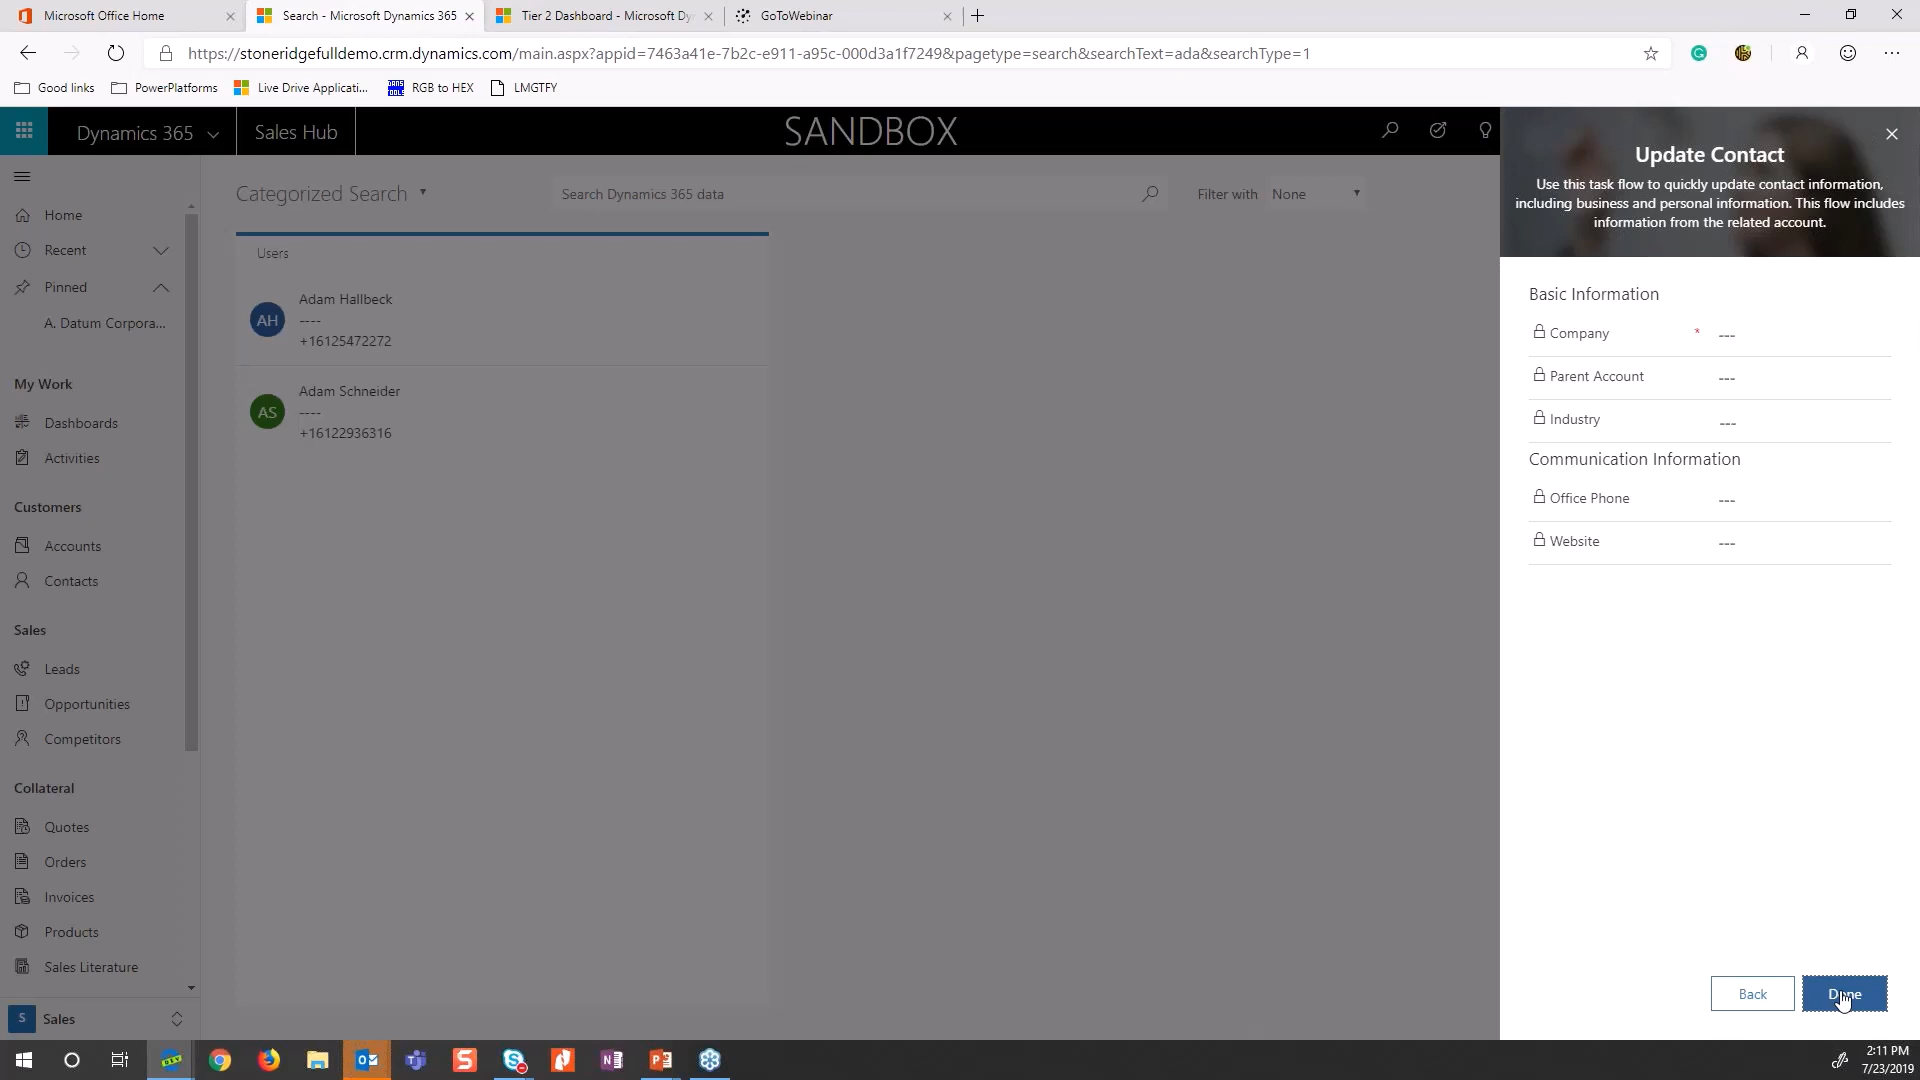 Microsoft Office Home
Search - Microsoft Dynamics 365
Tier 2 Dashboard - Microsoft Dy
GoToWebinar
https://stoneridgefulldemo.crm.dynamics.com/main.aspx?appid=7463a41e-7b2c-e911-a95c-000d3a1f7249&pagetype=search&searchText=ada&searchType=1
Good links
PowerPlatforms
Live Drive Applicati...
RGB to HEX
LMGTFY
Dynamics 365
Sales Hub
SANDBOX
Home
Recent
Pinned
A. Datum Corpora...
My Work
Dashboards
Activities
Customers
Accounts
Contacts
Sales
Leads
Opportunities
Competitors
Collateral
Quotes
Orders
Invoices
Products
Sales Literature
S Sales
Categorized Search
Search Dynamics 365 data
Filter with None
Users
AH
Adam Hallbeck
----
+16125472272
AS
Adam Schneider
----
+16122936316
Update Contact
Use this task flow to quickly update contact information,
including business and personal information. This flow includes
information from the related account.
Basic Information
Company * ---
Parent Account ---
Industry ---
Communication Information
Office Phone ---
Website ---
Back
Done
2:11 PM
7/23/2019